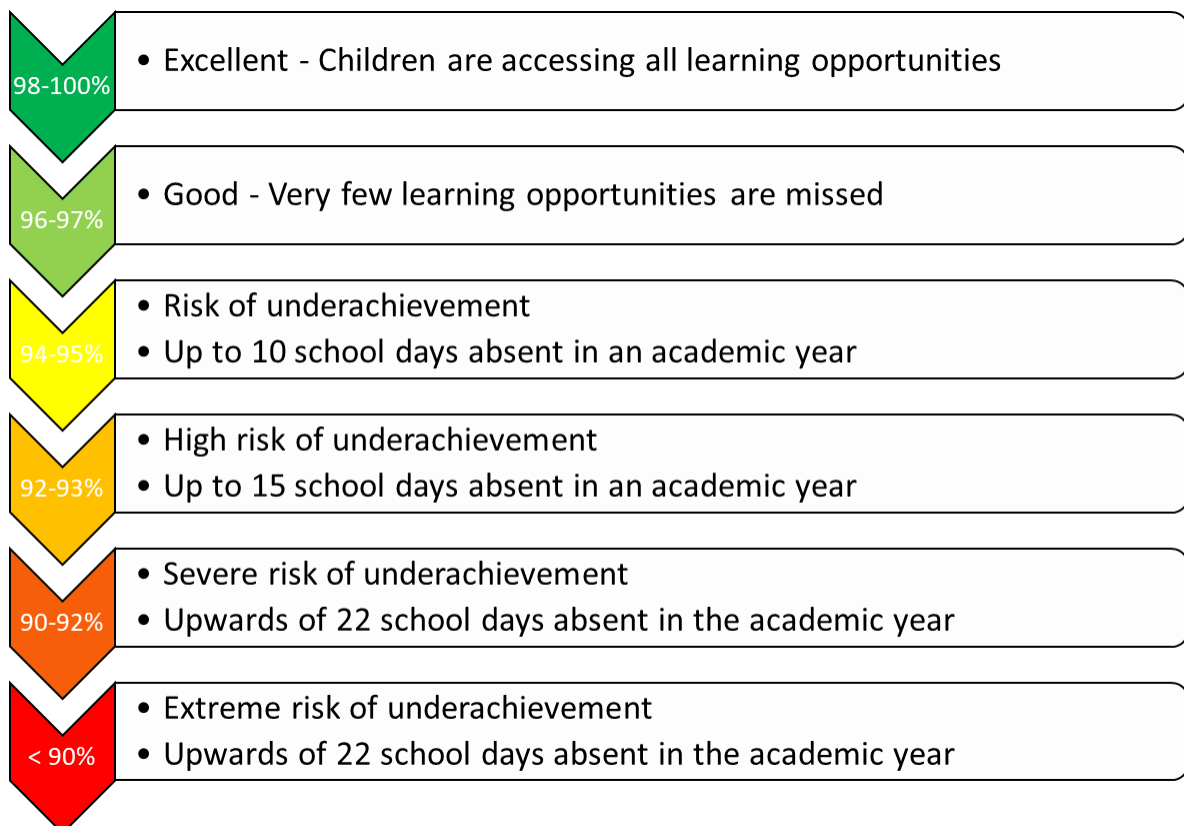 98-100%
• Excellent - Children are accessing all learning opportunities
96-97%
• Good - Very few learning opportunities are missed
94-95%
• Risk of underachievement
• Up to 10 school days absent in an academic year
92-93%
• High risk of underachievement
• Up to 15 school days absent in an academic year
90-92%
• Severe risk of underachievement
• Upwards of 22 school days absent in the academic year
< 90%
• Extreme risk of underachievement
• Upwards of 22 school days absent in the academic year